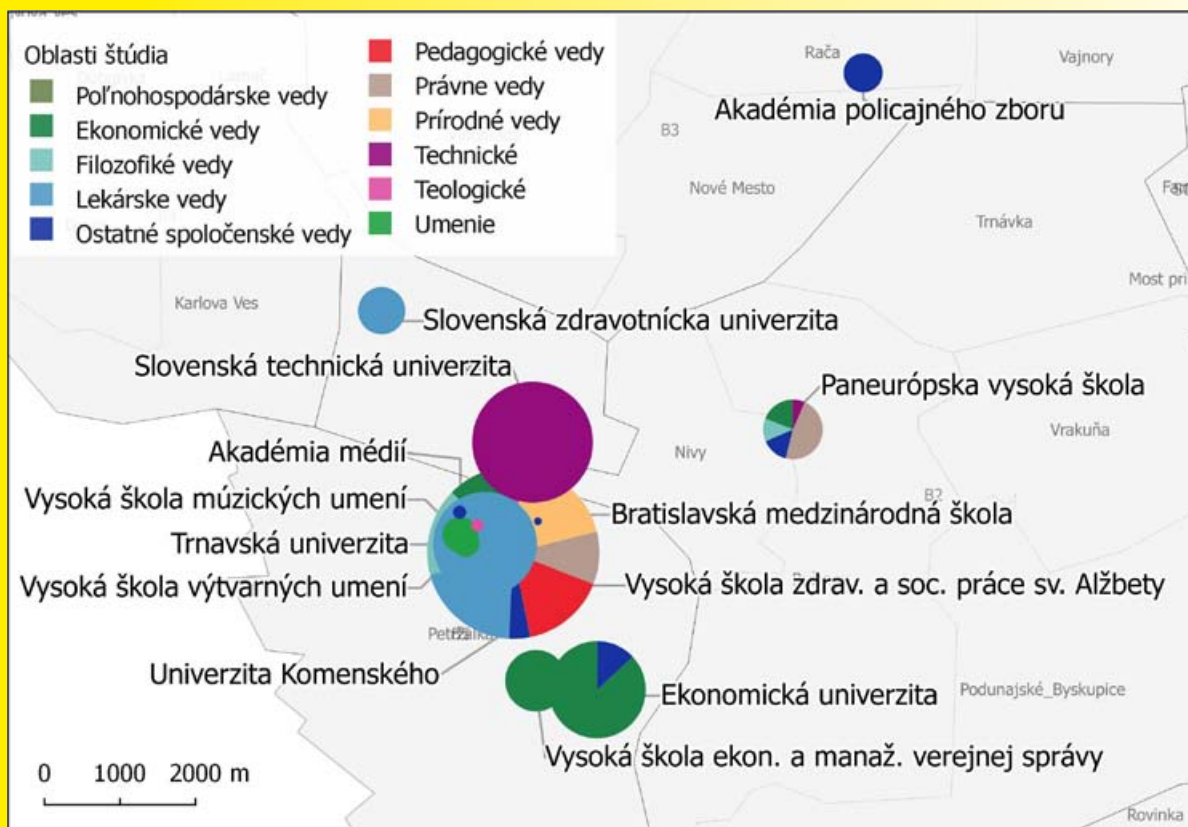 Oblasti štúdia
Poľnohospodárske vedy
Ekonomické vedy
Filozofiké vedy
Lekárske vedy
Ostatné spoločenské vedy
Pedagogické vedy
Právne vedy
Prírodné vedy
Technické
Teologické
Umenie
Rača
Vajnory
Akadémia policajného zboru
B3
Nové Mesto
Trnávka
Most pri
Karlova Ves
Slovenská zdravotnícka univerzita
Slovenská technická univerzita
Paneurópska vysoká škola
Akadémia médií
Nivy
Vrakuňa
Vysoká škola múzických umení
B2
Bratislavská medzinárodná škola
Trnavská univerzita
Vysoká škola výtvarných umení
Vysoká škola zdrav. a soc. práce sv. Alžbety
Univerzita Komenského
Ekonomická univerzita
Podunajské_Byskupice
Vysoká škola ekon. a manaž. verejnej správy
0 1000 2000 m
Rovinka